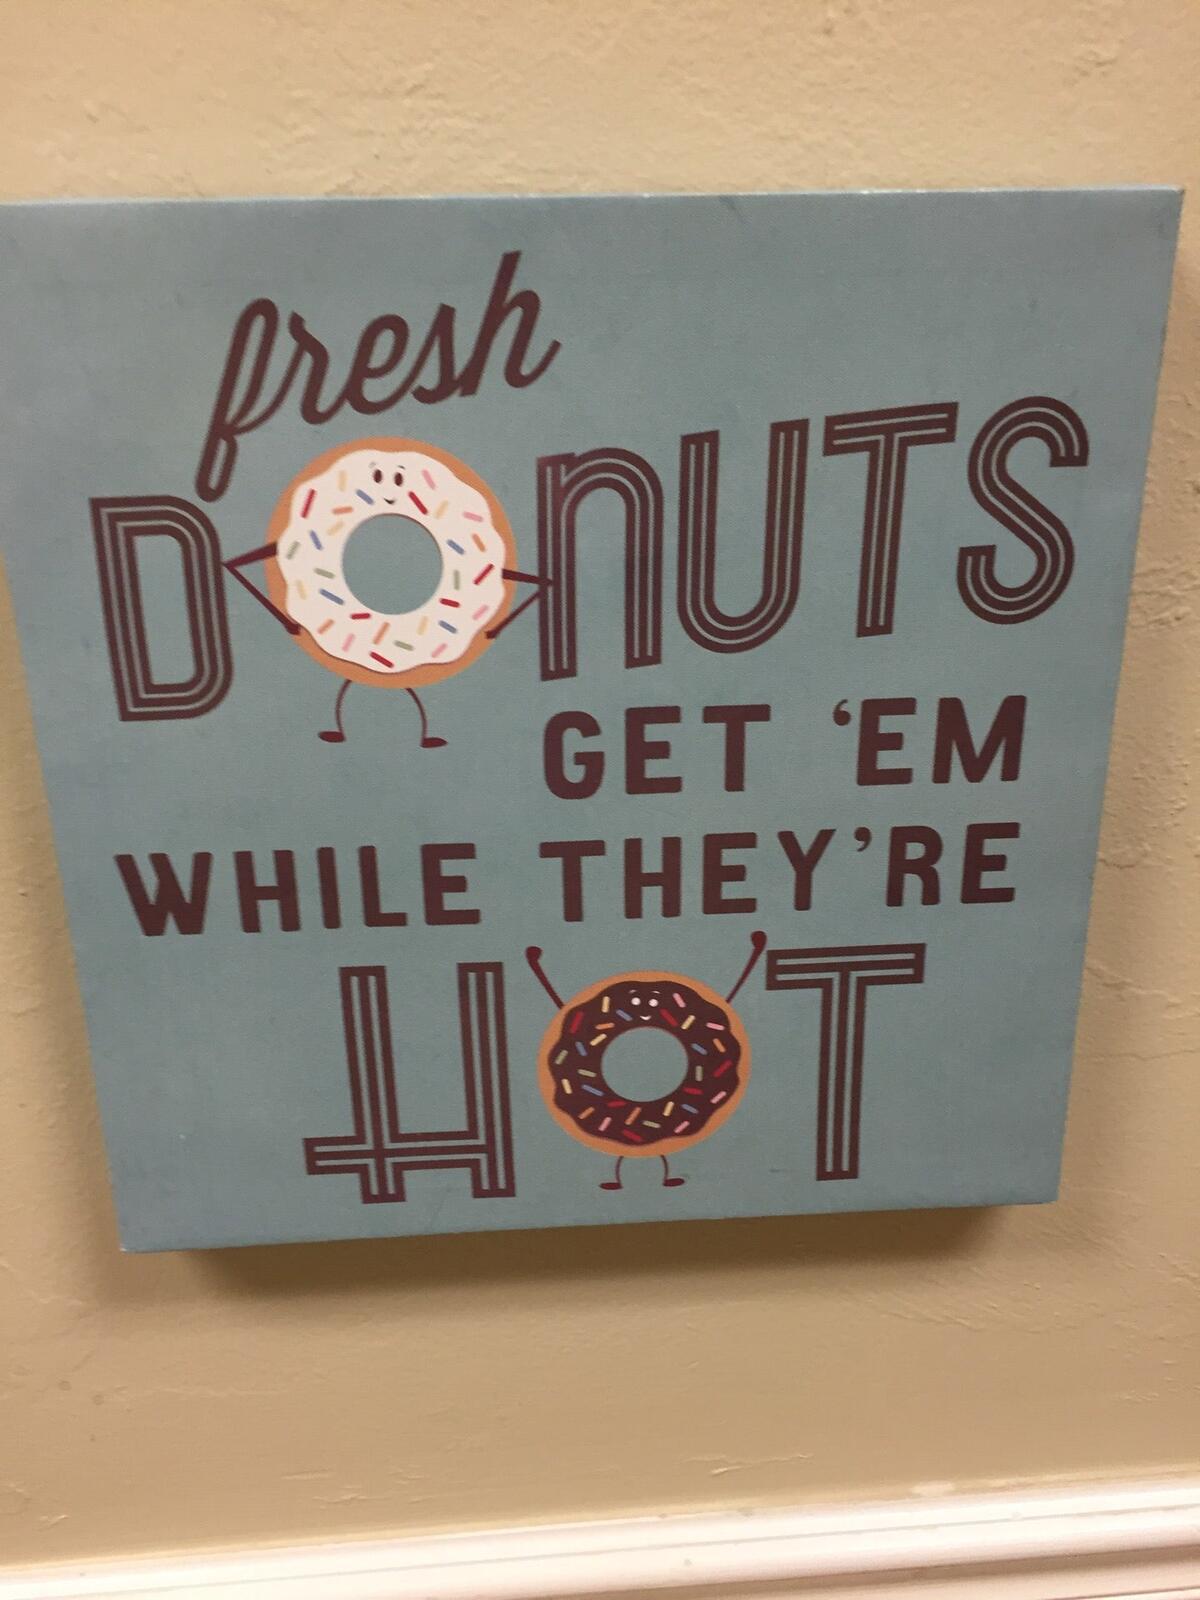 fresh
DONUTS
GET ‘EM
WHILE THEY’RE
HOT